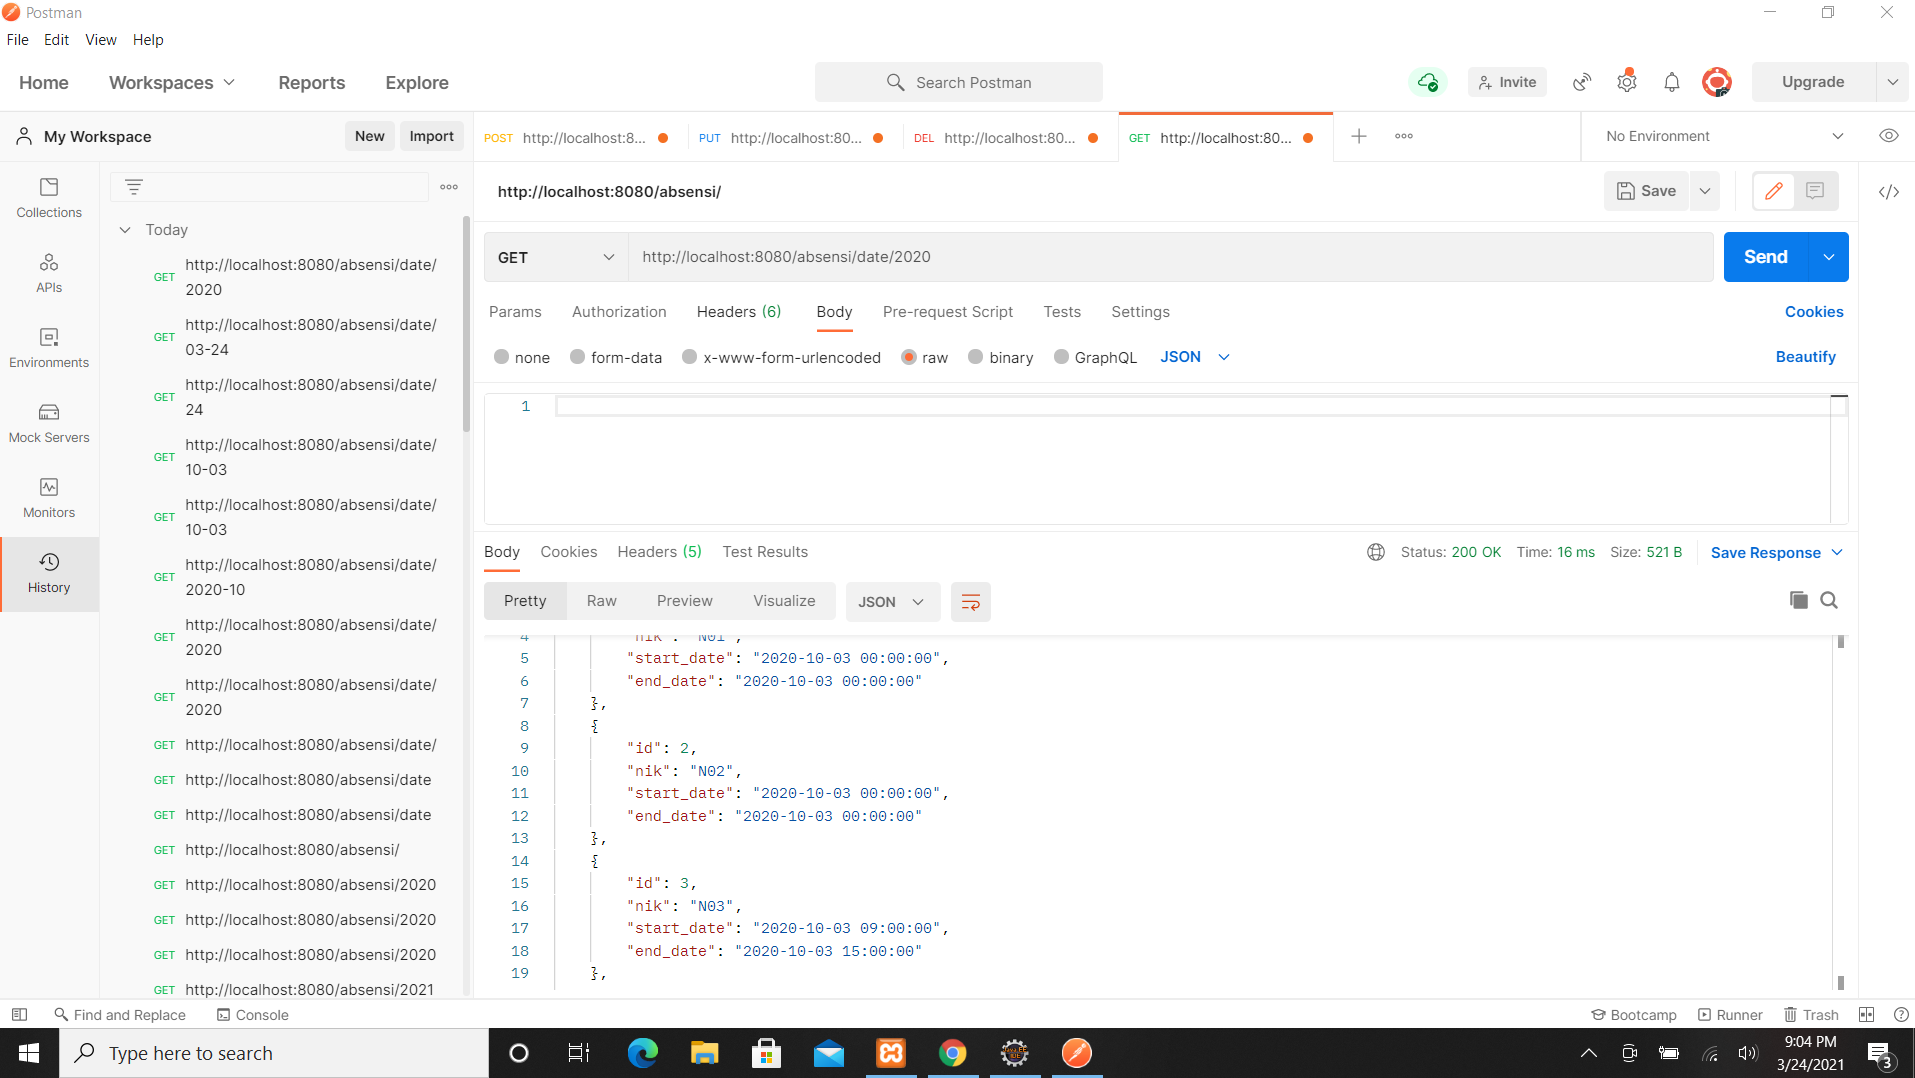 Postman
File Edit View Help
Home Workspaces Reports Explore
Search Postman
Invite
Upgrade
My Workspace
New Import
POST http://localhost:8... PUT http://localhost:80... DEL http://localhost:80... GET http://localhost:80...
No Environment
Collections
APIs
Environments
Mock Servers
Monitors
History
Today
GET http://localhost:8080/absensi/date/
2020
GET http://localhost:8080/absensi/date/
03-24
GET http://localhost:8080/absensi/date/
24
GET http://localhost:8080/absensi/date/
10-03
GET http://localhost:8080/absensi/date/
10-03
GET http://localhost:8080/absensi/date/
2020-10
GET http://localhost:8080/absensi/date/
2020
GET http://localhost:8080/absensi/date/
2020
GET http://localhost:8080/absensi/date/
GET http://localhost:8080/absensi/date
GET http://localhost:8080/absensi/date
GET http://localhost:8080/absensi/
GET http://localhost:8080/absensi/2020
GET http://localhost:8080/absensi/2020
GET http://localhost:8080/absensi/2020
GET http://localhost:8080/absensi/2021
http://localhost:8080/absensi/
Save
GET http://localhost:8080/absensi/date/2020
Send
Params Authorization Headers (6) Body Pre-request Script Tests Settings
Cookies
none form-data x-www-form-urlencoded raw binary GraphQL JSON
Beautify
1
Body Cookies Headers (5) Test Results
Status: 200 OK Time: 16 ms Size: 521 B Save Response
Pretty Raw Preview Visualize JSON
4 "nik": "N01",
5 "start_date": "2020-10-03 00:00:00",
6 "end_date": "2020-10-03 00:00:00"
7 },
8 {
9 "id": 2,
10 "nik": "N02",
11 "start_date": "2020-10-03 00:00:00",
12 "end_date": "2020-10-03 00:00:00"
13 },
14 {
15 "id": 3,
16 "nik": "N03",
17 "start_date": "2020-10-03 09:00:00",
18 "end_date": "2020-10-03 15:00:00"
19 },
Find and Replace Console
Bootcamp Runner Trash
Type here to search
9:04 PM
3/24/2021
3